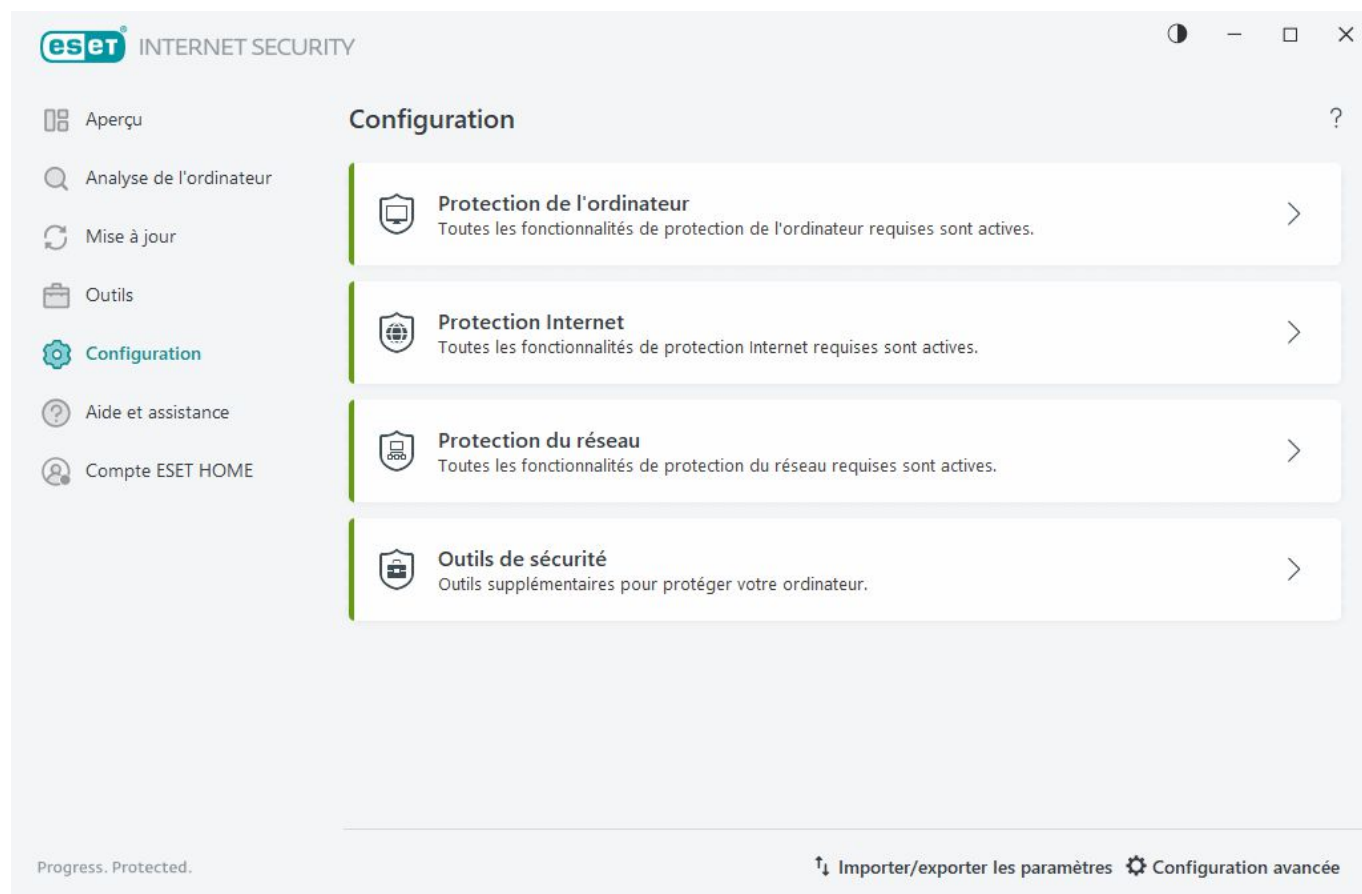 eset® INTERNET SECURITY
Aperçu
Analyse de l'ordinateur
Mise à jour
Outils
Configuration
Aide et assistance
Compte ESET HOME
Configuration
?
Protection de l'ordinateur
Toutes les fonctionnalités de protection de l'ordinateur requises sont actives.
Protection Internet
Toutes les fonctionnalités de protection Internet requises sont actives.
Protection du réseau
Toutes les fonctionnalités de protection du réseau requises sont actives.
Outils de sécurité
Outils supplémentaires pour protéger votre ordinateur.
Progress. Protected.
Importer/exporter les paramètres
Configuration avancée